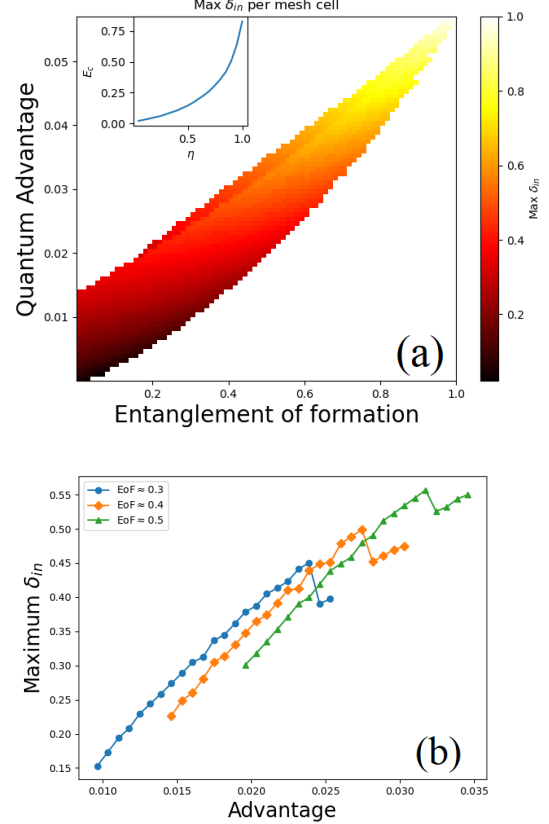 Max δin per mesh cell
Quantum Advantage
0.05
0.04
0.03
0.02
0.01
0.2
0.4
0.6
0.8
1.0
Entanglement of formation
(a)
Ec
0.75
0.50
0.25
0.00
0.5
1.0
η
1.0
0.8
0.6
0.4
0.2
Max δin
EoF≈0.3
EoF≈0.4
EoF≈0.5
Maximum δin
0.55
0.50
0.45
0.40
0.35
0.30
0.25
0.20
0.15
0.010
0.015
0.020
0.025
0.030
0.035
Advantage
(b)